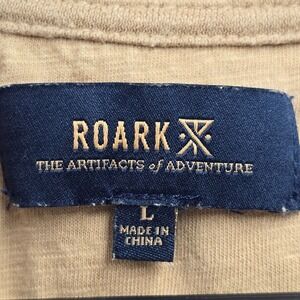 ROARK
THE ARTIFACTS of ADVENTURE
L
MADE IN
CHINA